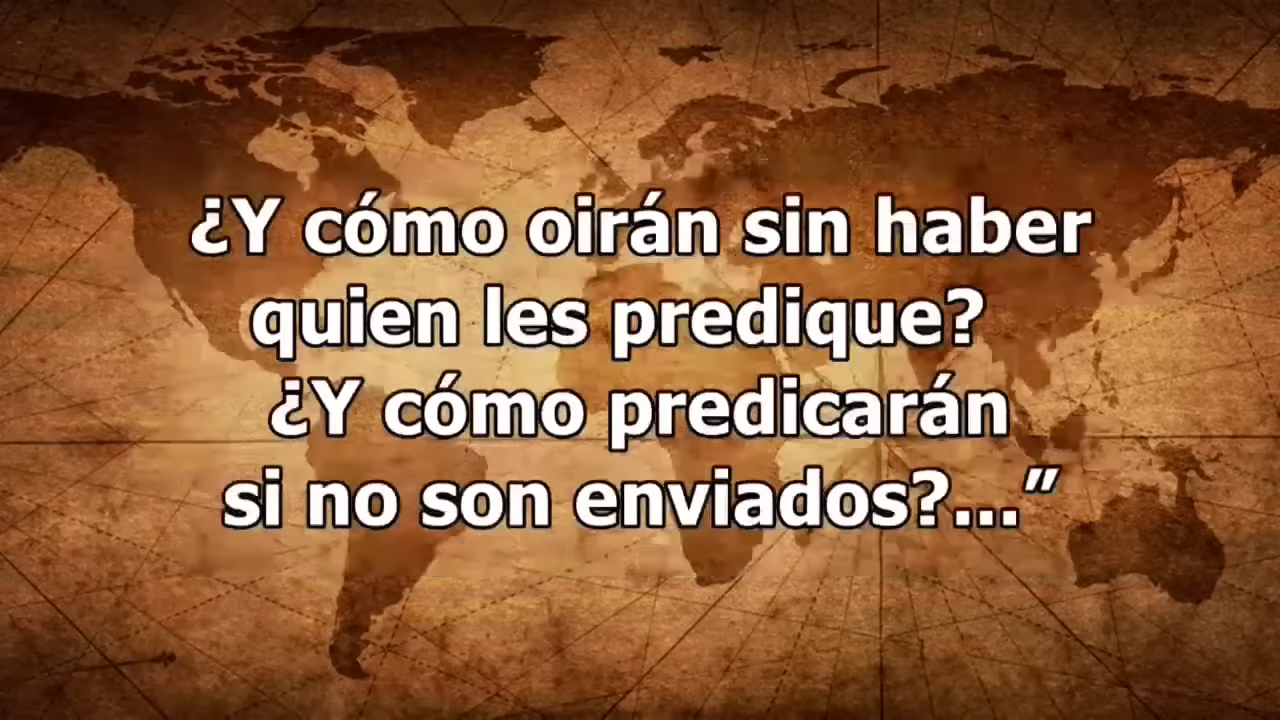 ¿Y cómo oirán sin haber
quien les predique?
¿Y cómo predicarán
si no son enviados?...”